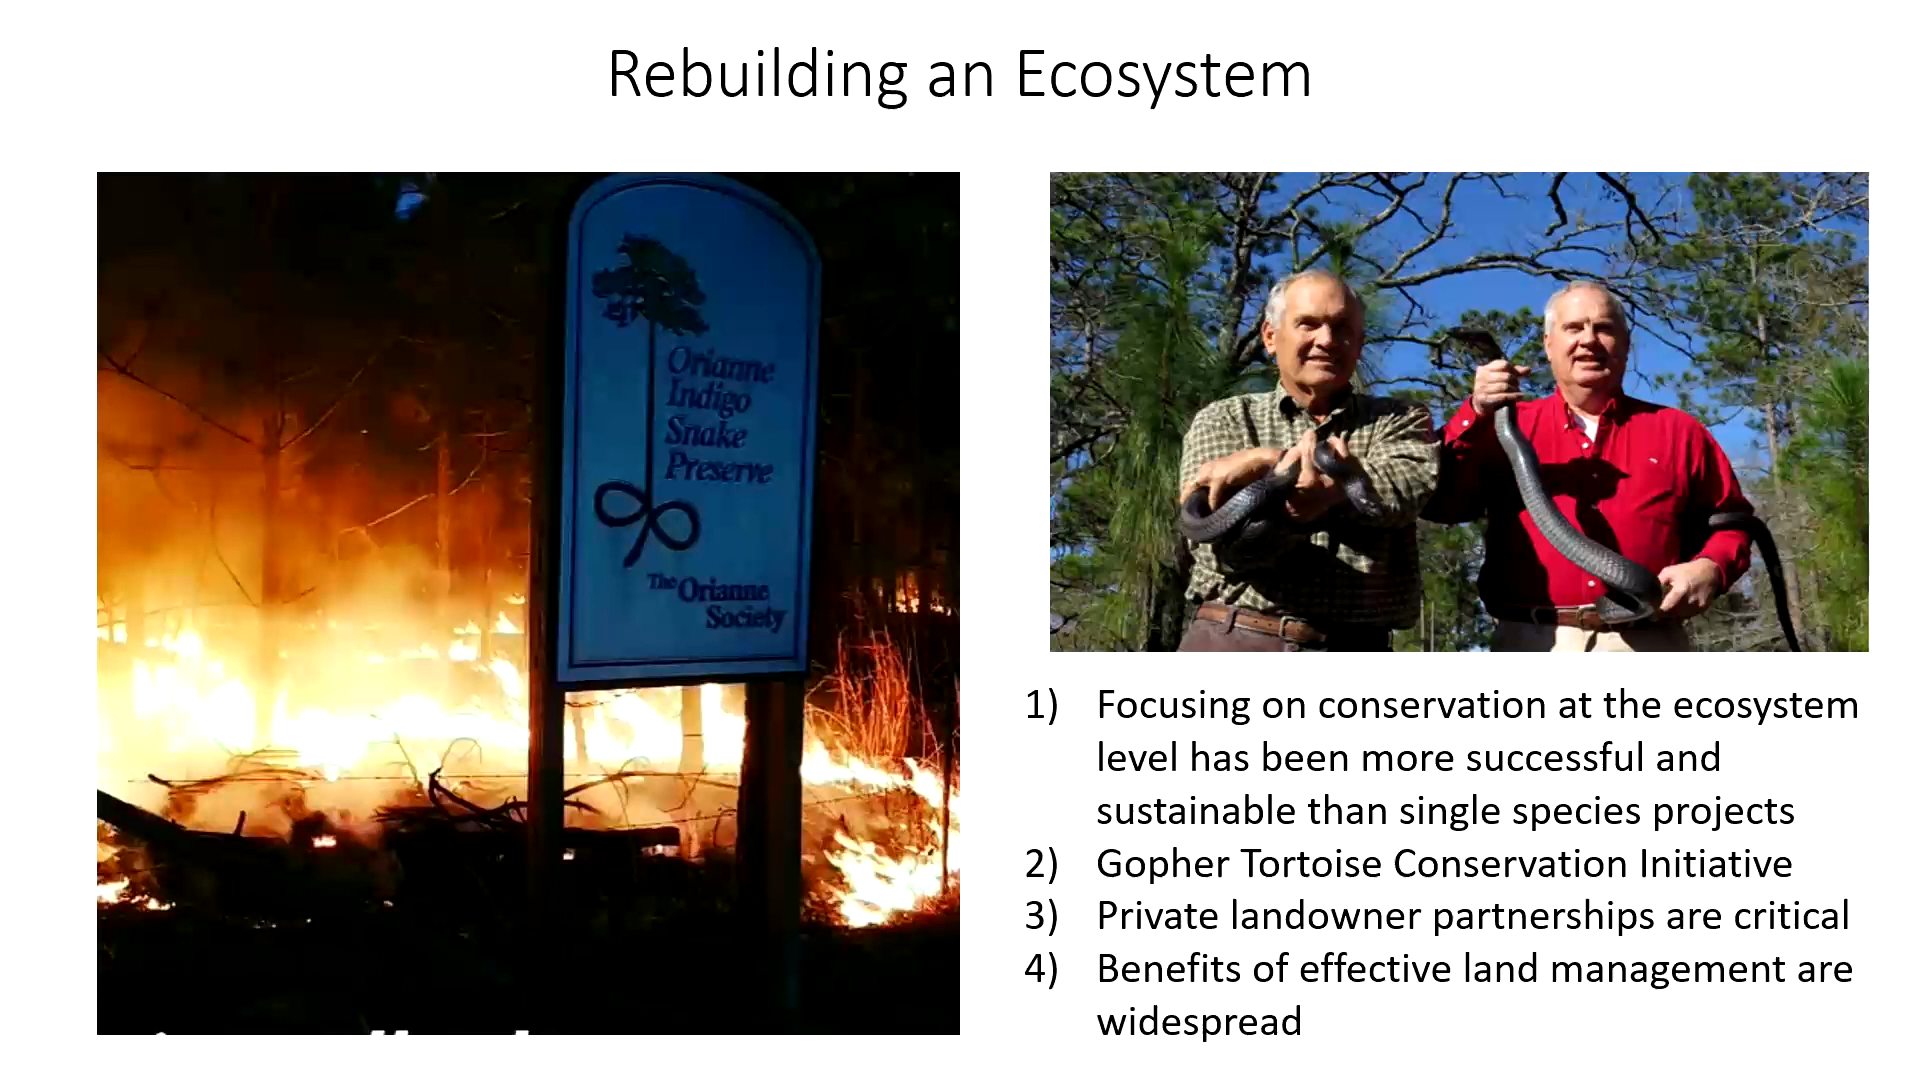 Rebuilding an Ecosystem
Orianne
Indigo
Snake
Preserve
The Orianne
Society
1) Focusing on conservation at the ecosystem
level has been more successful and
sustainable than single species projects
2) Gopher Tortoise Conservation Initiative
3) Private landowner partnerships are critical
4) Benefits of effective land management are
widespread